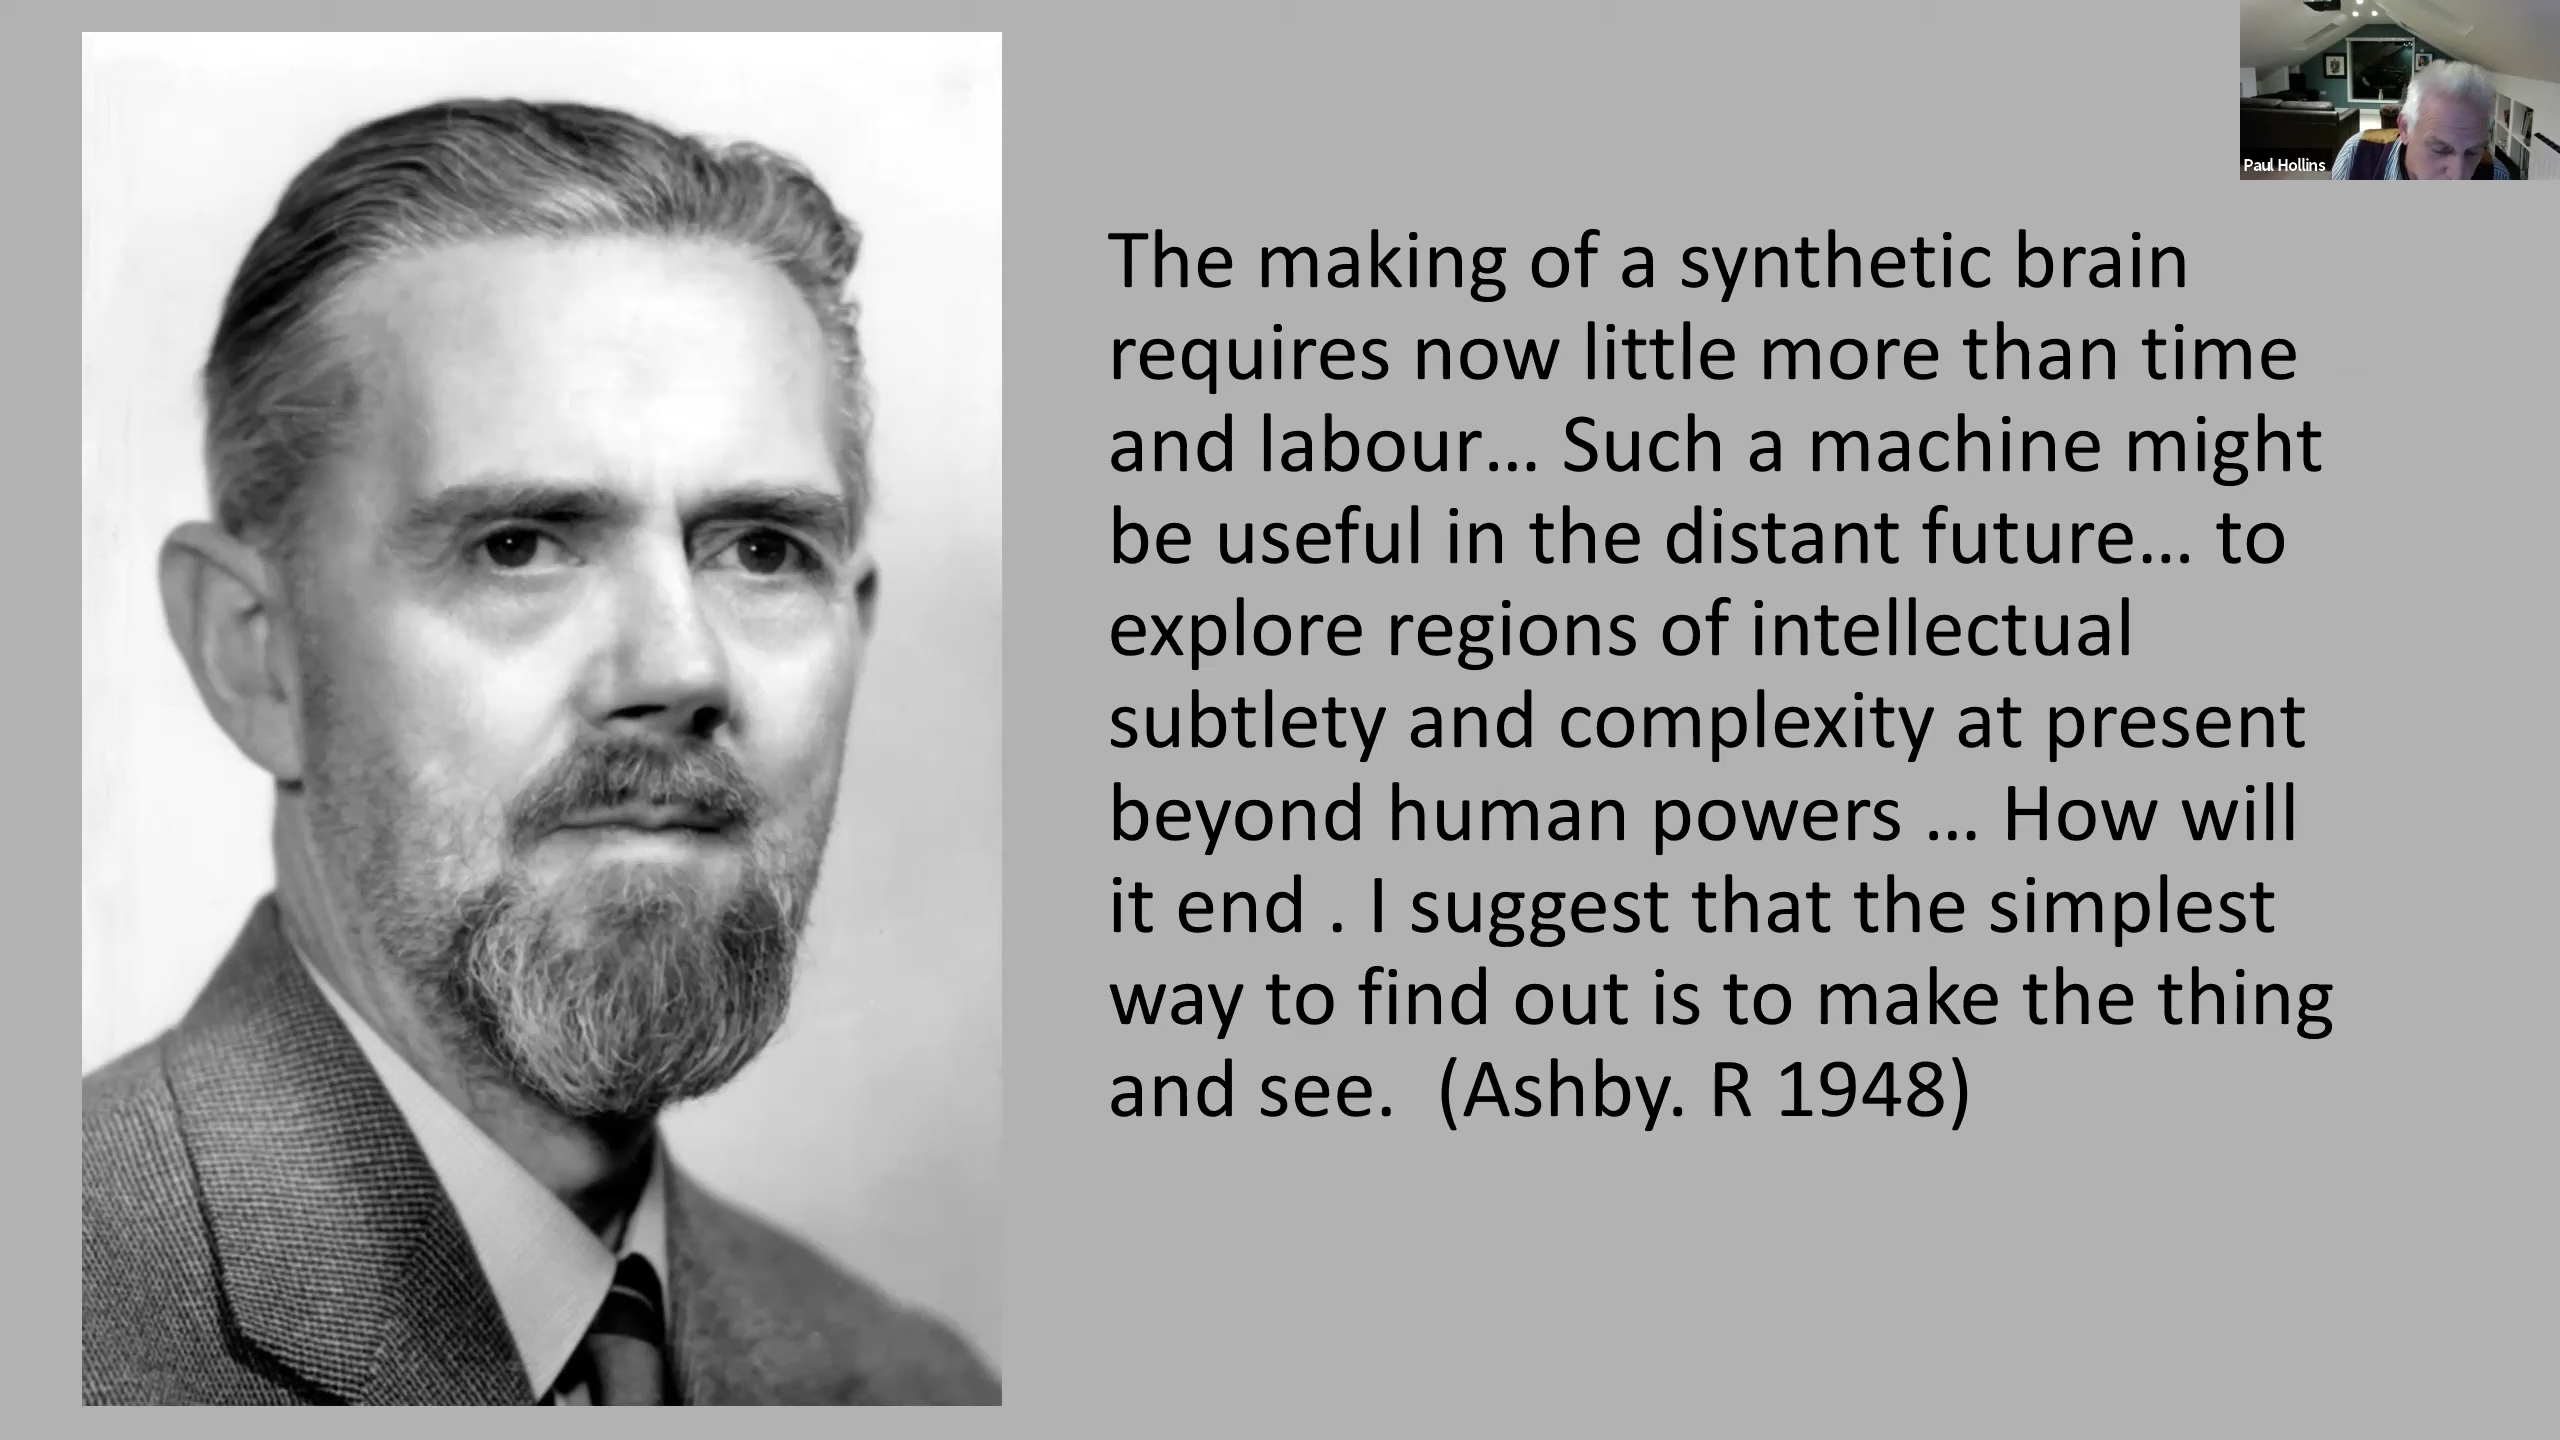 Paul Hollins
The making of a synthetic brain
requires now little more than time
and labour... Such a machine might
be useful in the distant future... to
explore regions of intellectual
subtlety and complexity at present
beyond human powers ... How will
it end . I suggest that the simplest
way to find out is to make the thing
and see.  (Ashby. R 1948)